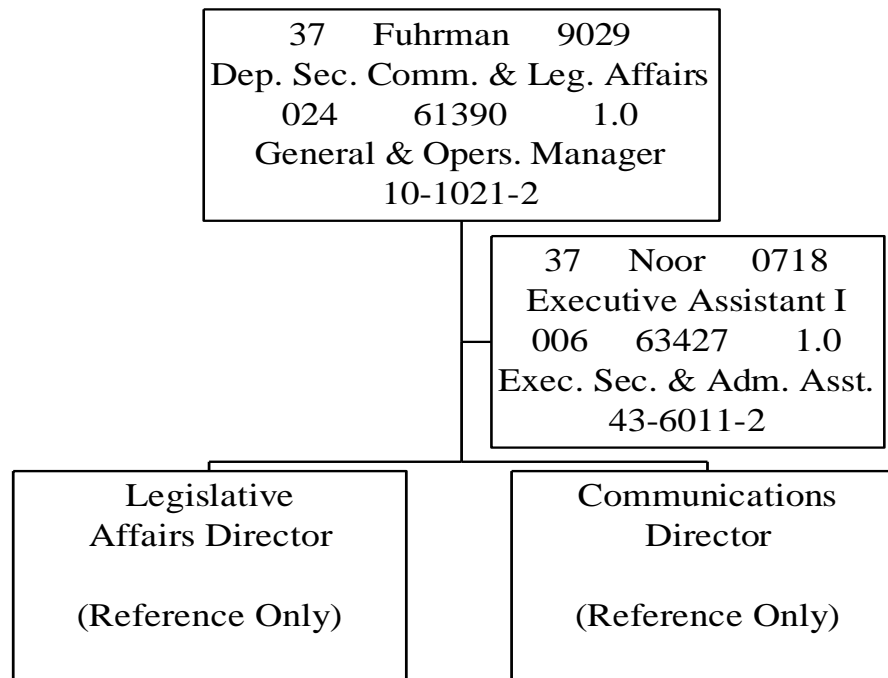 37 Fuhrman 9029
Dep. Sec. Comm. & Leg. Affairs
024 61390 1.0
General & Opers. Manager
10-1021-2
37 Noor 0718
Executive Assistant I
006 63427 1.0
Exec. Sec. & Adm. Asst.
43-6011-2
Legislative
Affairs Director
(Reference Only)
Communications
Director
(Reference Only)